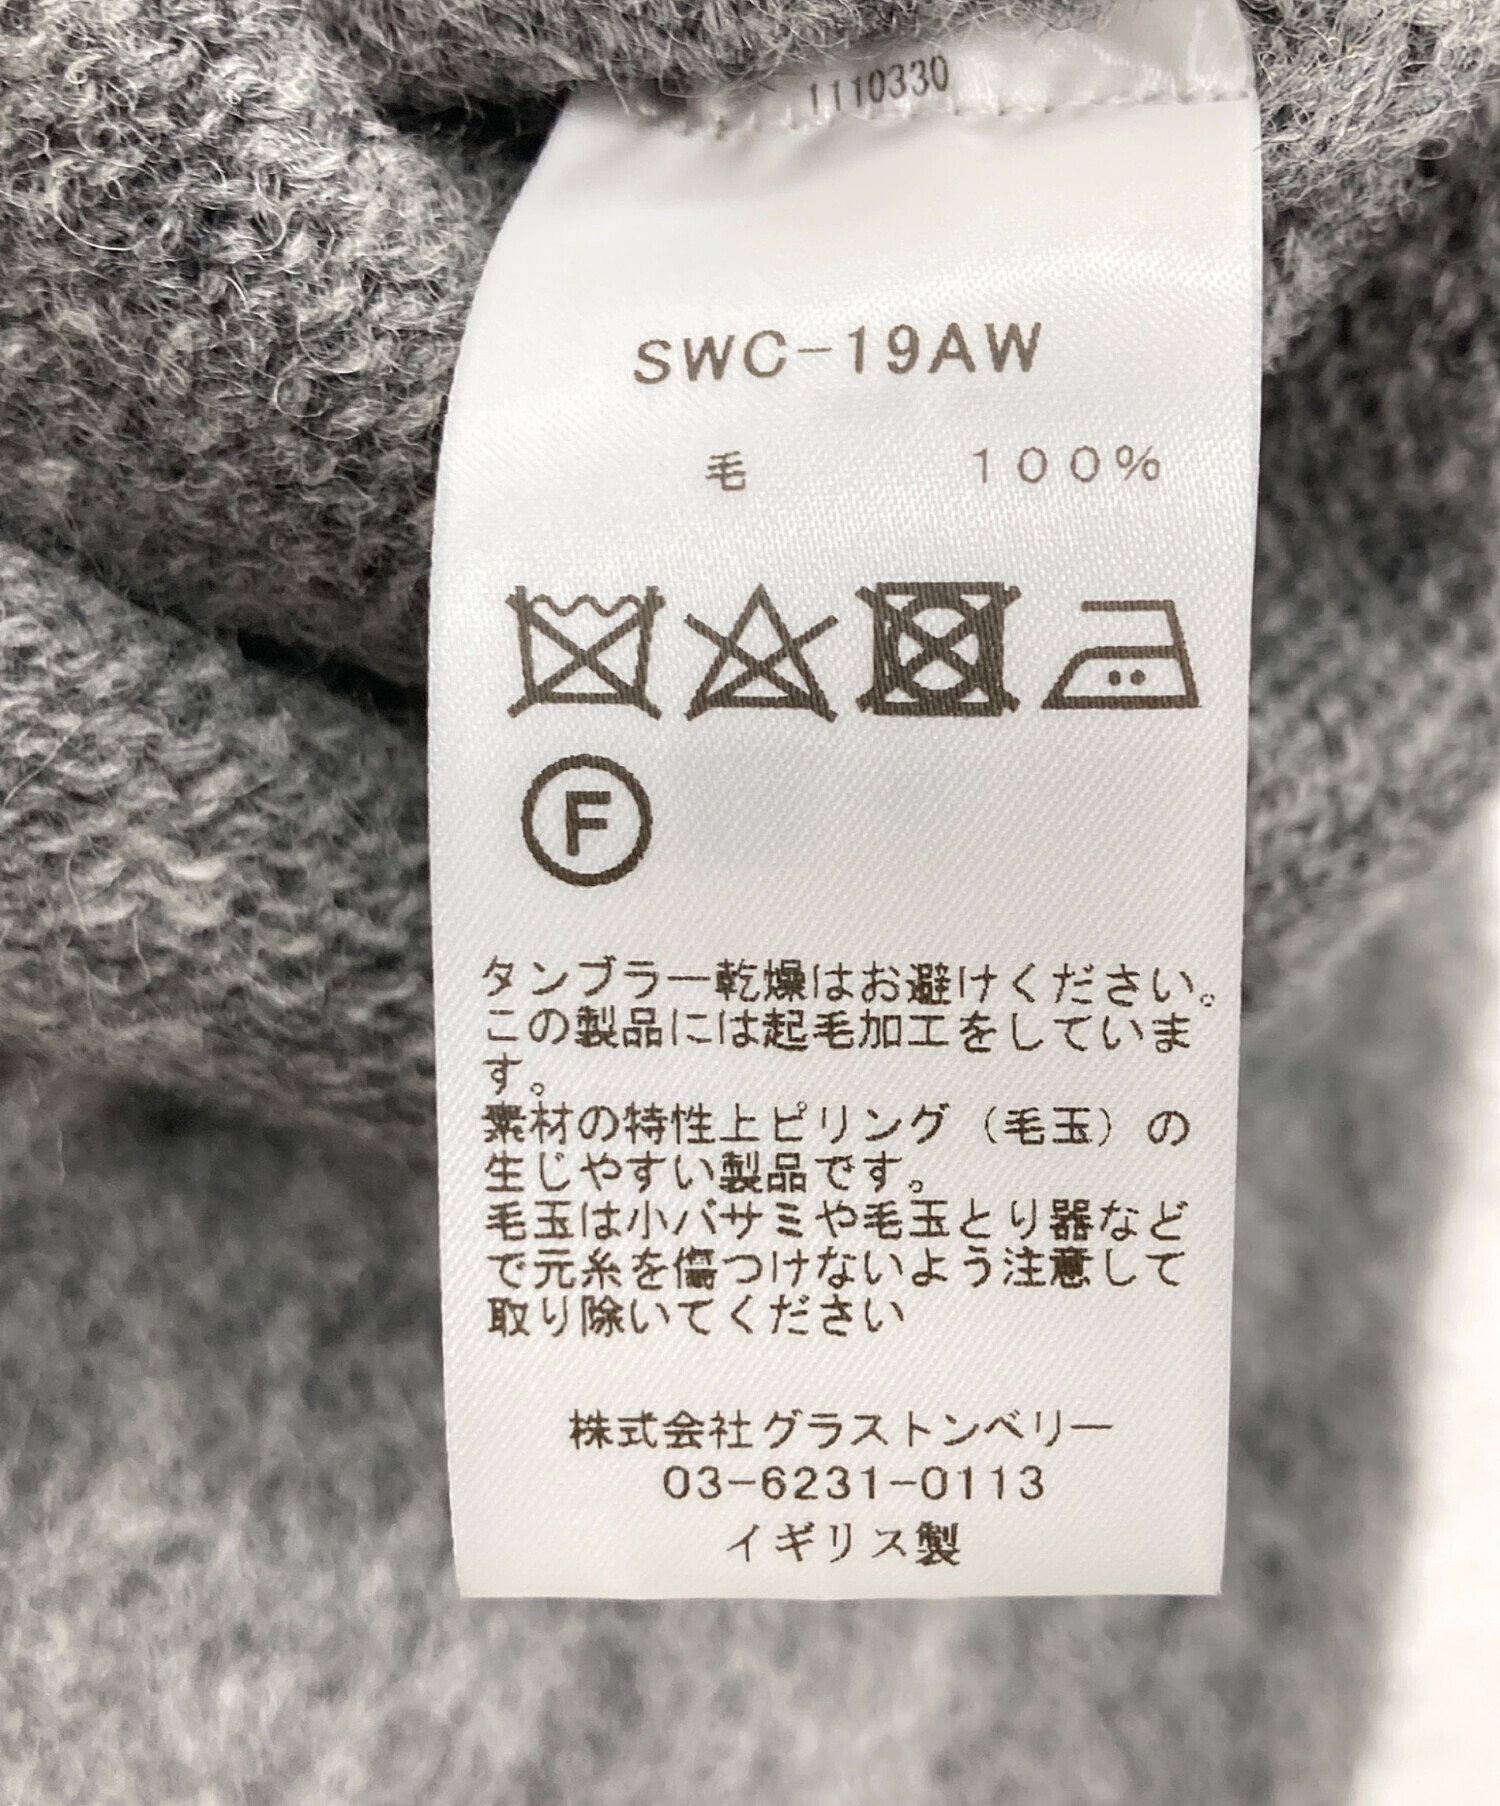 1110330
SWC-19AW
毛 100%
F
タンブラー乾燥はお避けください。
この製品には起毛加工をしていま
す。
素材の特性上ピリング(毛玉)の
生じやすい製品です。
毛玉は小バサミや毛玉とり器など
で元糸を傷つけないよう注意して
取り除いてください
株式会社グラストンベリー
03-6231-0113
イギリス製